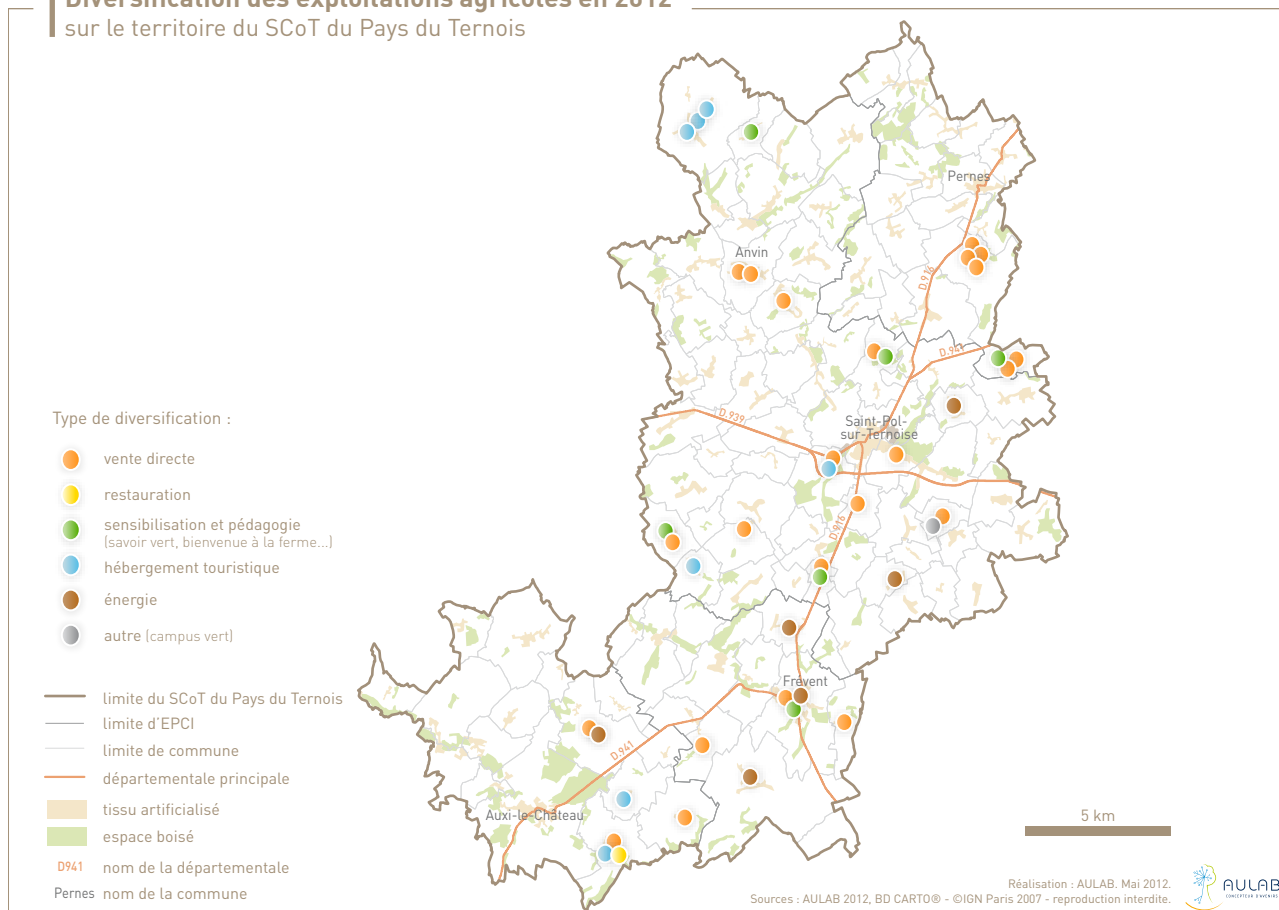 Diversification des exploitations agricoles en 2012
sur le territoire du SCoT du Pays du Ternois
Pernes
Anvin
D.916
D.941
D.939
Saint-Pol-
sur-Ternoise
D.916
Frévent
D.941
Auxi-le-Château
Type de diversification :
vente directe
restauration
sensibilisation et pédagogie
(savoir vert, bienvenue à la ferme...)
hébergement touristique
énergie
autre (campus vert)
limite du SCoT du Pays du Ternois
limite d'EPCI
limite de commune
départementale principale
tissu artificialisé
espace boisé
D941 nom de la départementale
Pernes nom de la commune
5 km
Réalisation : AULAB. Mai 2012.
Sources : AULAB 2012, BD CARTO® - ©IGN Paris 2007 - reproduction interdite.
AULAB
CONCEPTEUR D'AVENIRS